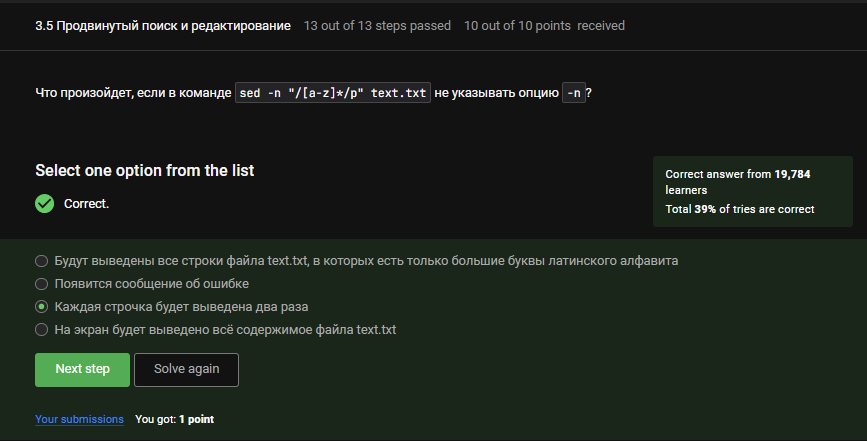 3.5 Продвинутый поиск и редактирование 13 out of 13 steps passed 10 out of 10 points received
Что произойдет, если в команде sed -n "/[a-z]*/p" text.txt не указывать опцию -n?
Select one option from the list
Correct.
Correct answer from 19,784
learners
Total 39% of tries are correct
Будут выведены все строки файла text.txt, в которых есть только большие буквы латинского алфавита
Появится сообщение об ошибке
Каждая строчка будет выведена два раза
На экран будет выведено всё содержимое файла text.txt
Next step Solve again
Your submissions You got: 1 point